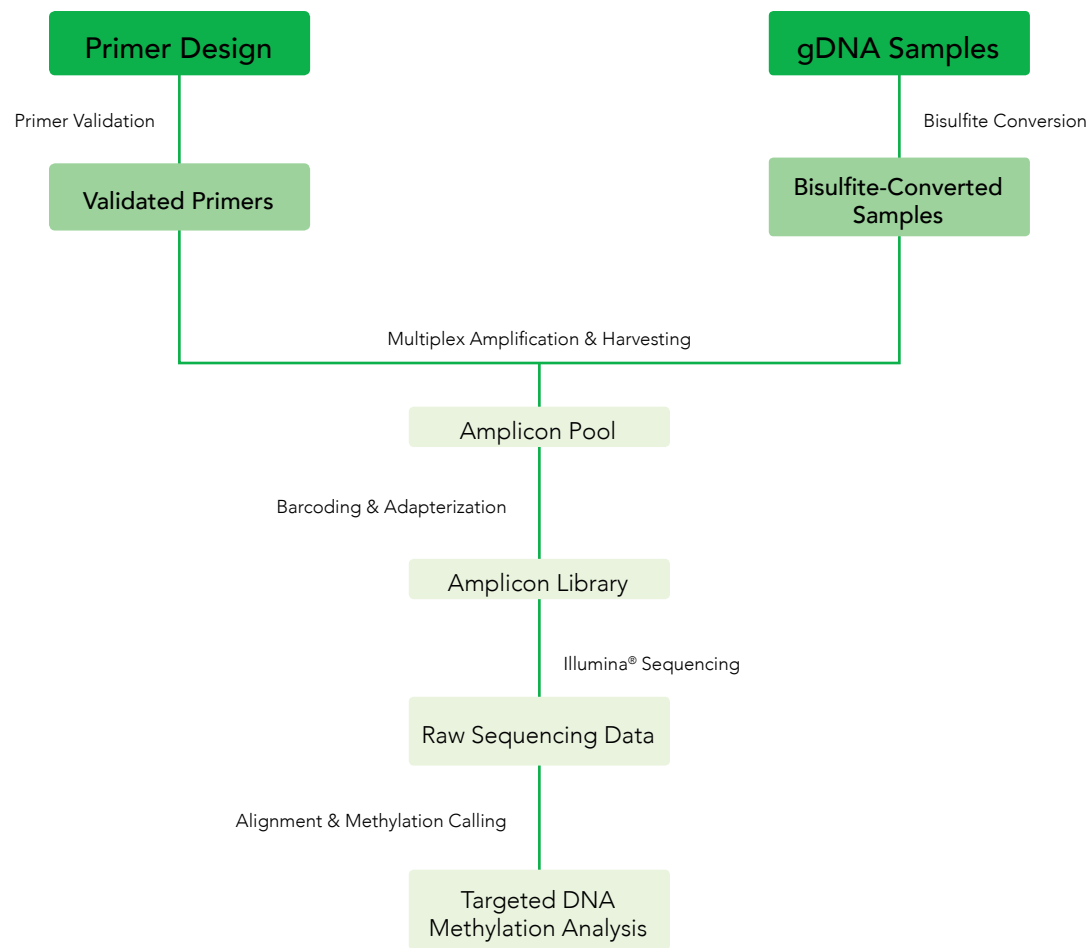 Primer Design
gDNA Samples
Primer Validation
Bisulfite Conversion
Validated Primers
Bisulfite-Converted
Samples
Multiplex Amplification & Harvesting
Amplicon Pool
Barcoding & Adapterization
Amplicon Library
Illumina® Sequencing
Raw Sequencing Data
Alignment & Methylation Calling
Targeted DNA
Methylation Analysis